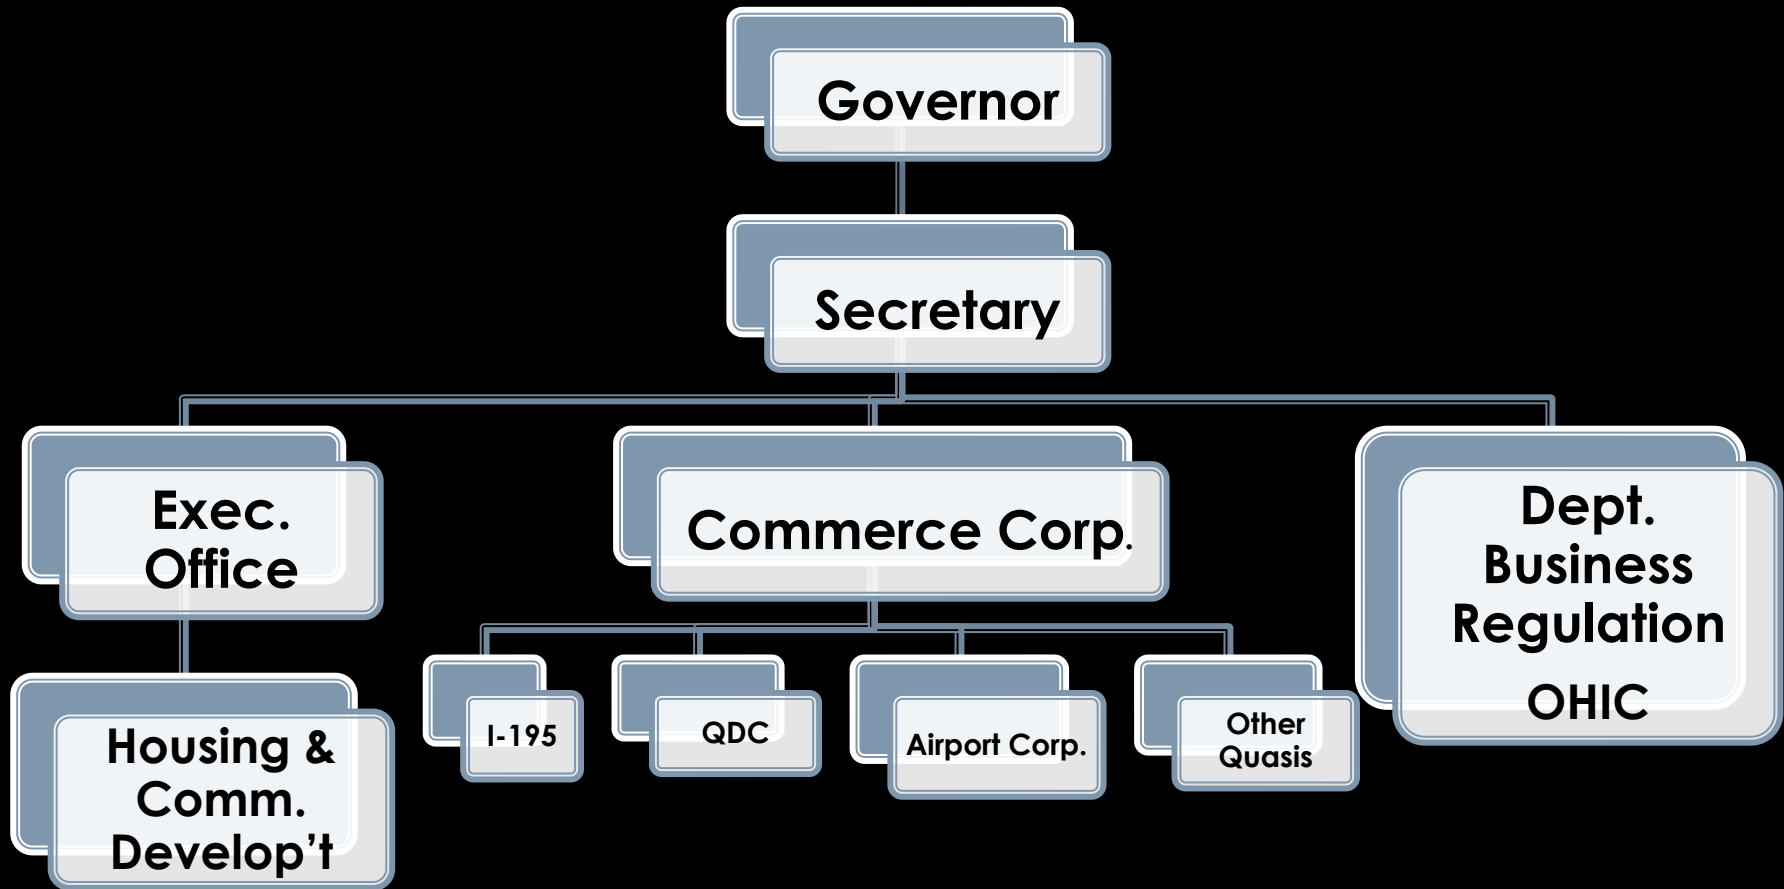 Governor
Secretary
Exec.
Office
Commerce Corp.
Dept.
Business
Regulation
OHIC
Housing &
Comm.
Develop’t
I-195
QDC
Airport Corp.
Other
Quasis